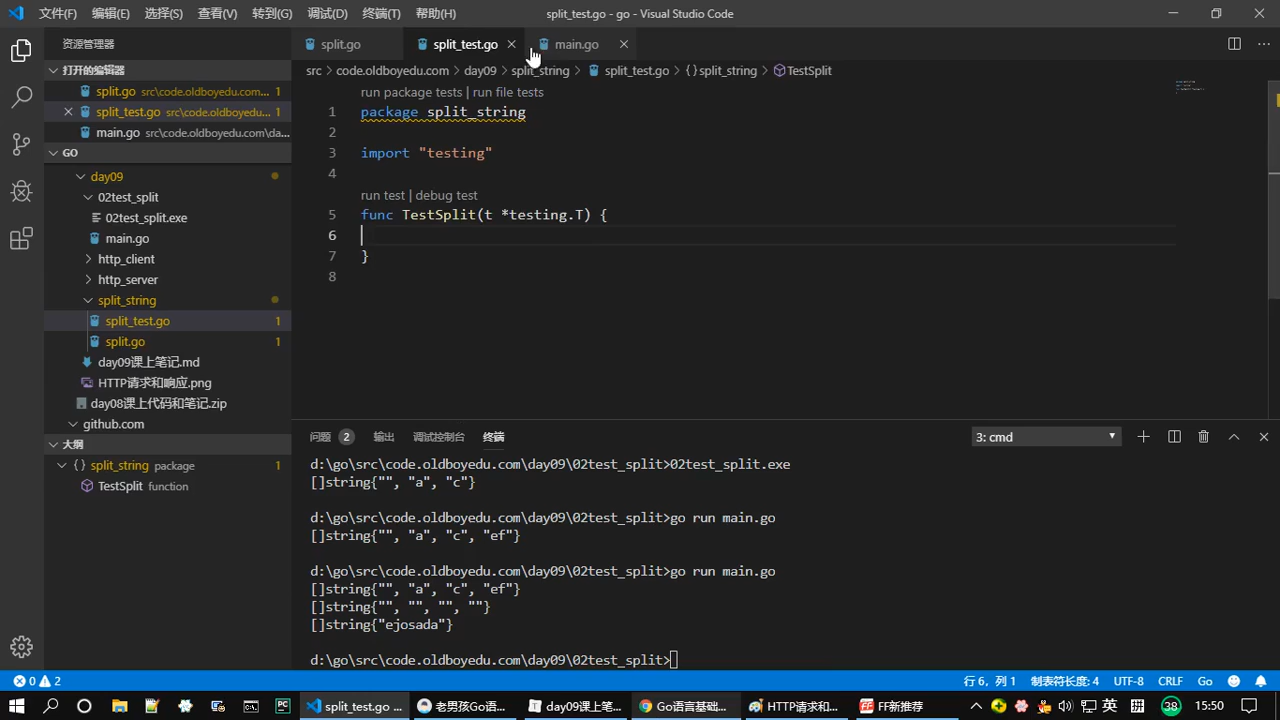 文件(F) 编辑(E) 选择(S) 查看(V) 转到(G) 调试(D) 终端(T) 帮助(H) split_test.go - go - Visual Studio Code
资源管理器
split.go split_test.go main.go
打开的编辑器
split.go src\code.oldboyedu.com... 1
split_test.go src\code.oldboyedu... 1
main.go src\code.oldboyedu.com\da...
GO
day09
02test_split
02test_split.exe
main.go
http_client
http_server
split_string
split_test.go 1
split.go 1
day09课上笔记.md
HTTP请求和响应.png
day08课上代码和笔记.zip
github.com
大纲
{} split_string package 1
TestSplit function
src > code.oldboyedu.com > day09 > split_string > split_test.go > {} split_string > TestSplit
run package tests | run file tests
1 package split_string
2
3 import "testing"
4
run test | debug test
5 func TestSplit(t *testing.T) {
6
7 }
8
问题 2 输出 调试控制台 终端 3: cmd
d:\go\src\code.oldboyedu.com\day09\02test_split>02test_split.exe
[]string{"", "a", "c"}
d:\go\src\code.oldboyedu.com\day09\02test_split>go run main.go
[]string{"", "a", "c", "ef"}
d:\go\src\code.oldboyedu.com\day09\02test_split>go run main.go
[]string{"", "a", "c", "ef"}
[]string{"", "", "", ""}
[]string{"ejosada"}
d:\go\src\code.oldboyedu.com\day09\02test_split>
0 2 行 6，列 1 制表符长度: 4 UTF-8 CRLF Go
split_test.go ... 老男孩Go语... day09课上笔... Go语言基础... HTTP请求和... FF新推荐 英 38 15:50